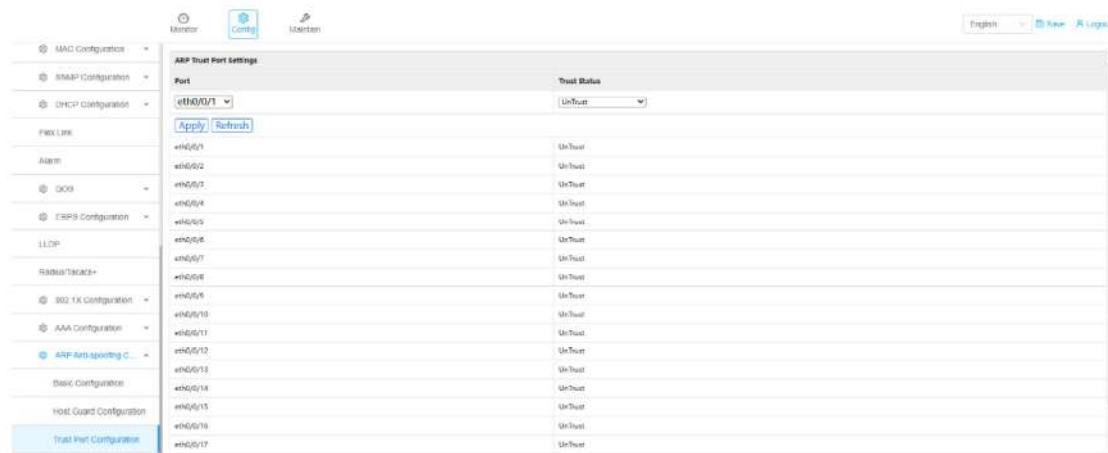 Monitor Config Maintain English Save Logou
MAC Configuration
SNMP Configuration
DHCP Configuration
Flex Link
Alarm
QOS
ERPS Configuration
LLDP
Radius/Tacacs+
802.1X Configuration
AAA Configuration
ARP Anti-spoofing C...
Basic Configuration
Host Guard Configuration
Trust Port Configuration
ARP Trust Port Settings
Port Trust Status
eth0/0/1 UnTrust
Apply Refresh
eth0/0/1 UnTrust
eth0/0/2 UnTrust
eth0/0/3 UnTrust
eth0/0/4 UnTrust
eth0/0/5 UnTrust
eth0/0/6 UnTrust
eth0/0/7 UnTrust
eth0/0/8 UnTrust
eth0/0/9 UnTrust
eth0/0/10 UnTrust
eth0/0/11 UnTrust
eth0/0/12 UnTrust
eth0/0/13 UnTrust
eth0/0/14 UnTrust
eth0/0/15 UnTrust
eth0/0/16 UnTrust
eth0/0/17 UnTrust